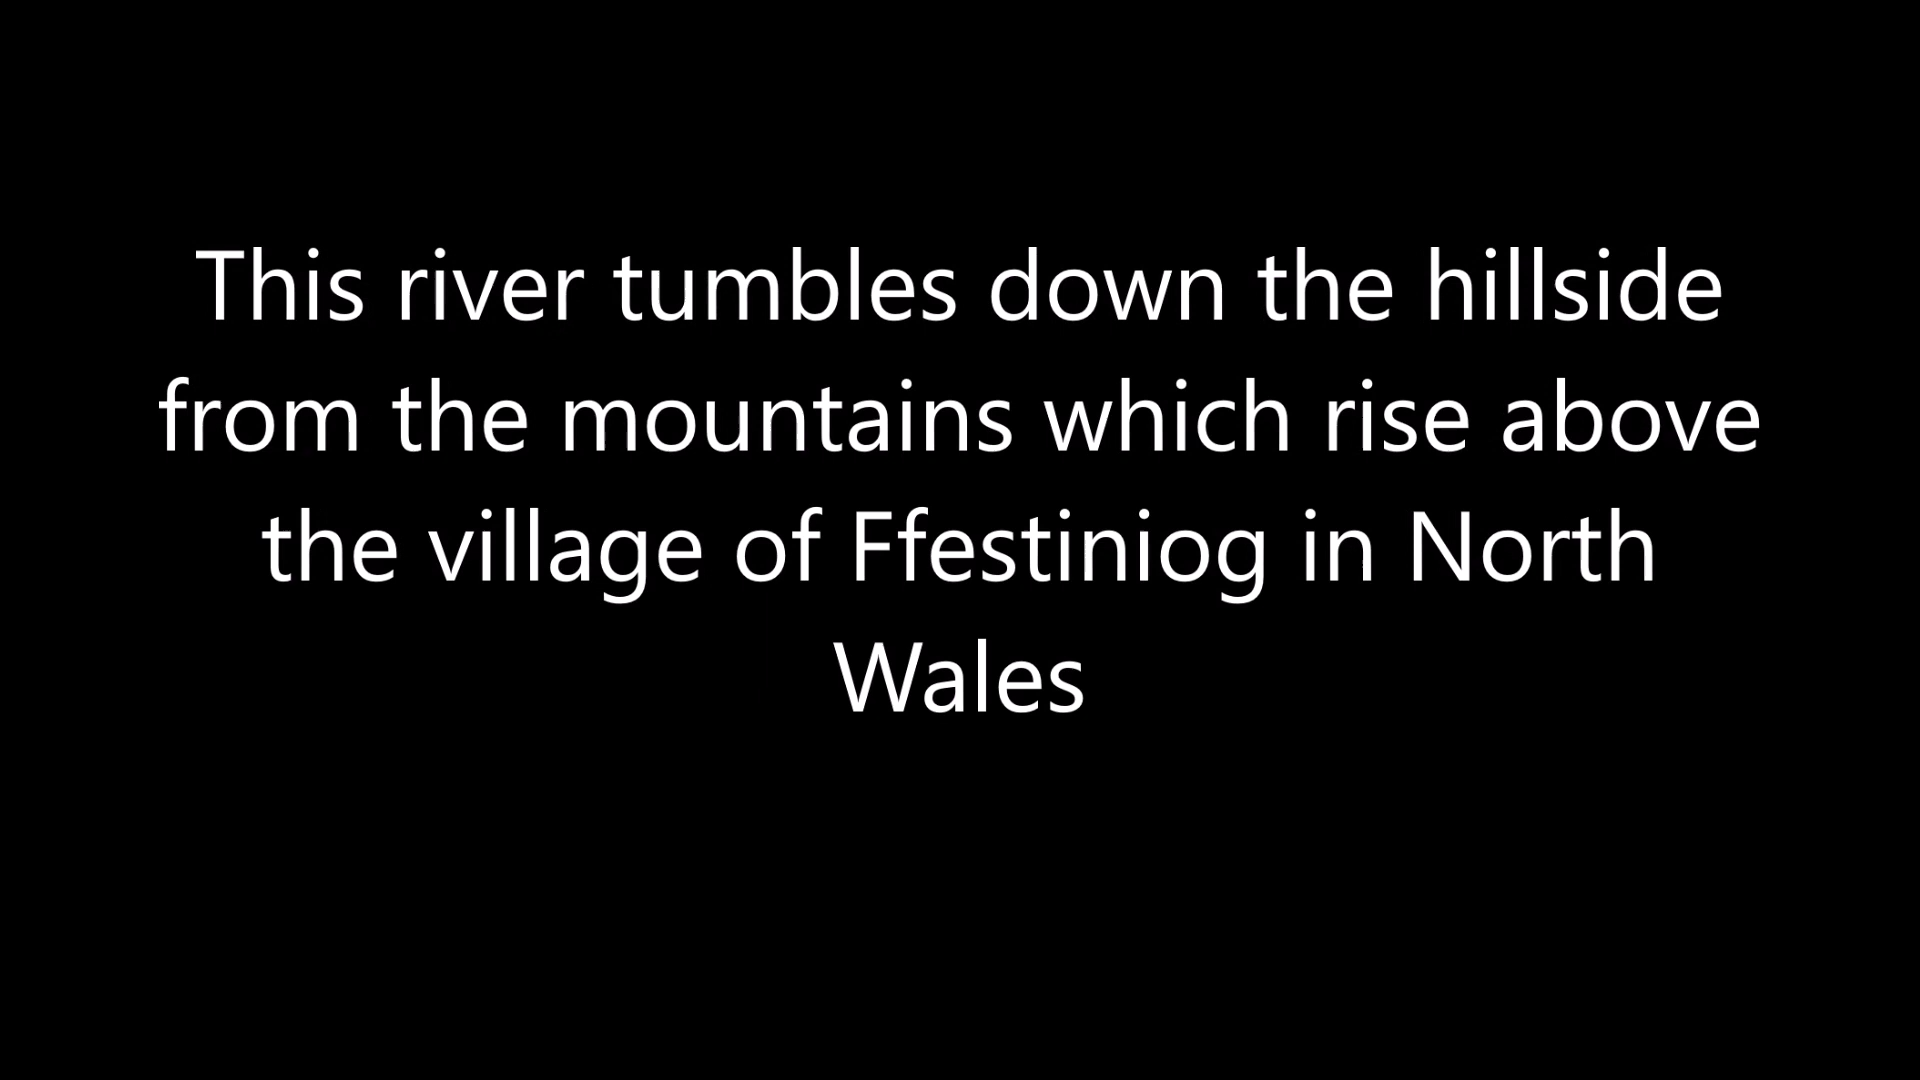 This river tumbles down the hillside
from the mountains which rise above
the village of Ffestiniog in North
Wales